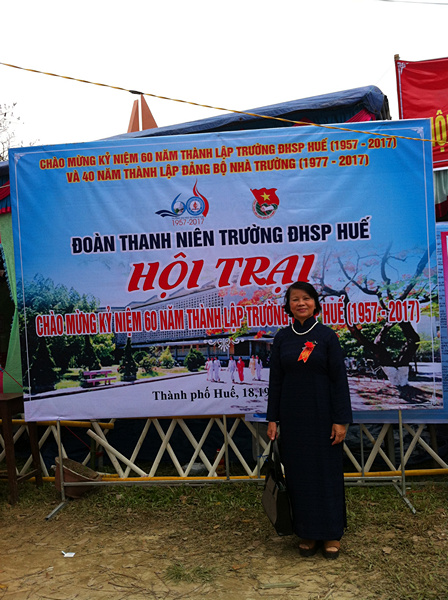 CHÀO MỪNG KỶ NIỆM 60 NĂM THÀNH LẬP TRƯỜNG ĐHSP HUẾ (1957 - 2017)
VÀ 40 NĂM THÀNH LẬP ĐẢNG BỘ NHÀ TRƯỜNG (1977 - 2017)
1957-2017
ĐOÀN THANH NIÊN TRƯỜNG ĐHSP HUẾ
HỘI TRẠI
CHÀO MỪNG KỶ NIỆM 60 NĂM THÀNH LẬP TRƯỜNG HUẾ (1957 - 2017)
Thành phố Huế, 18,19